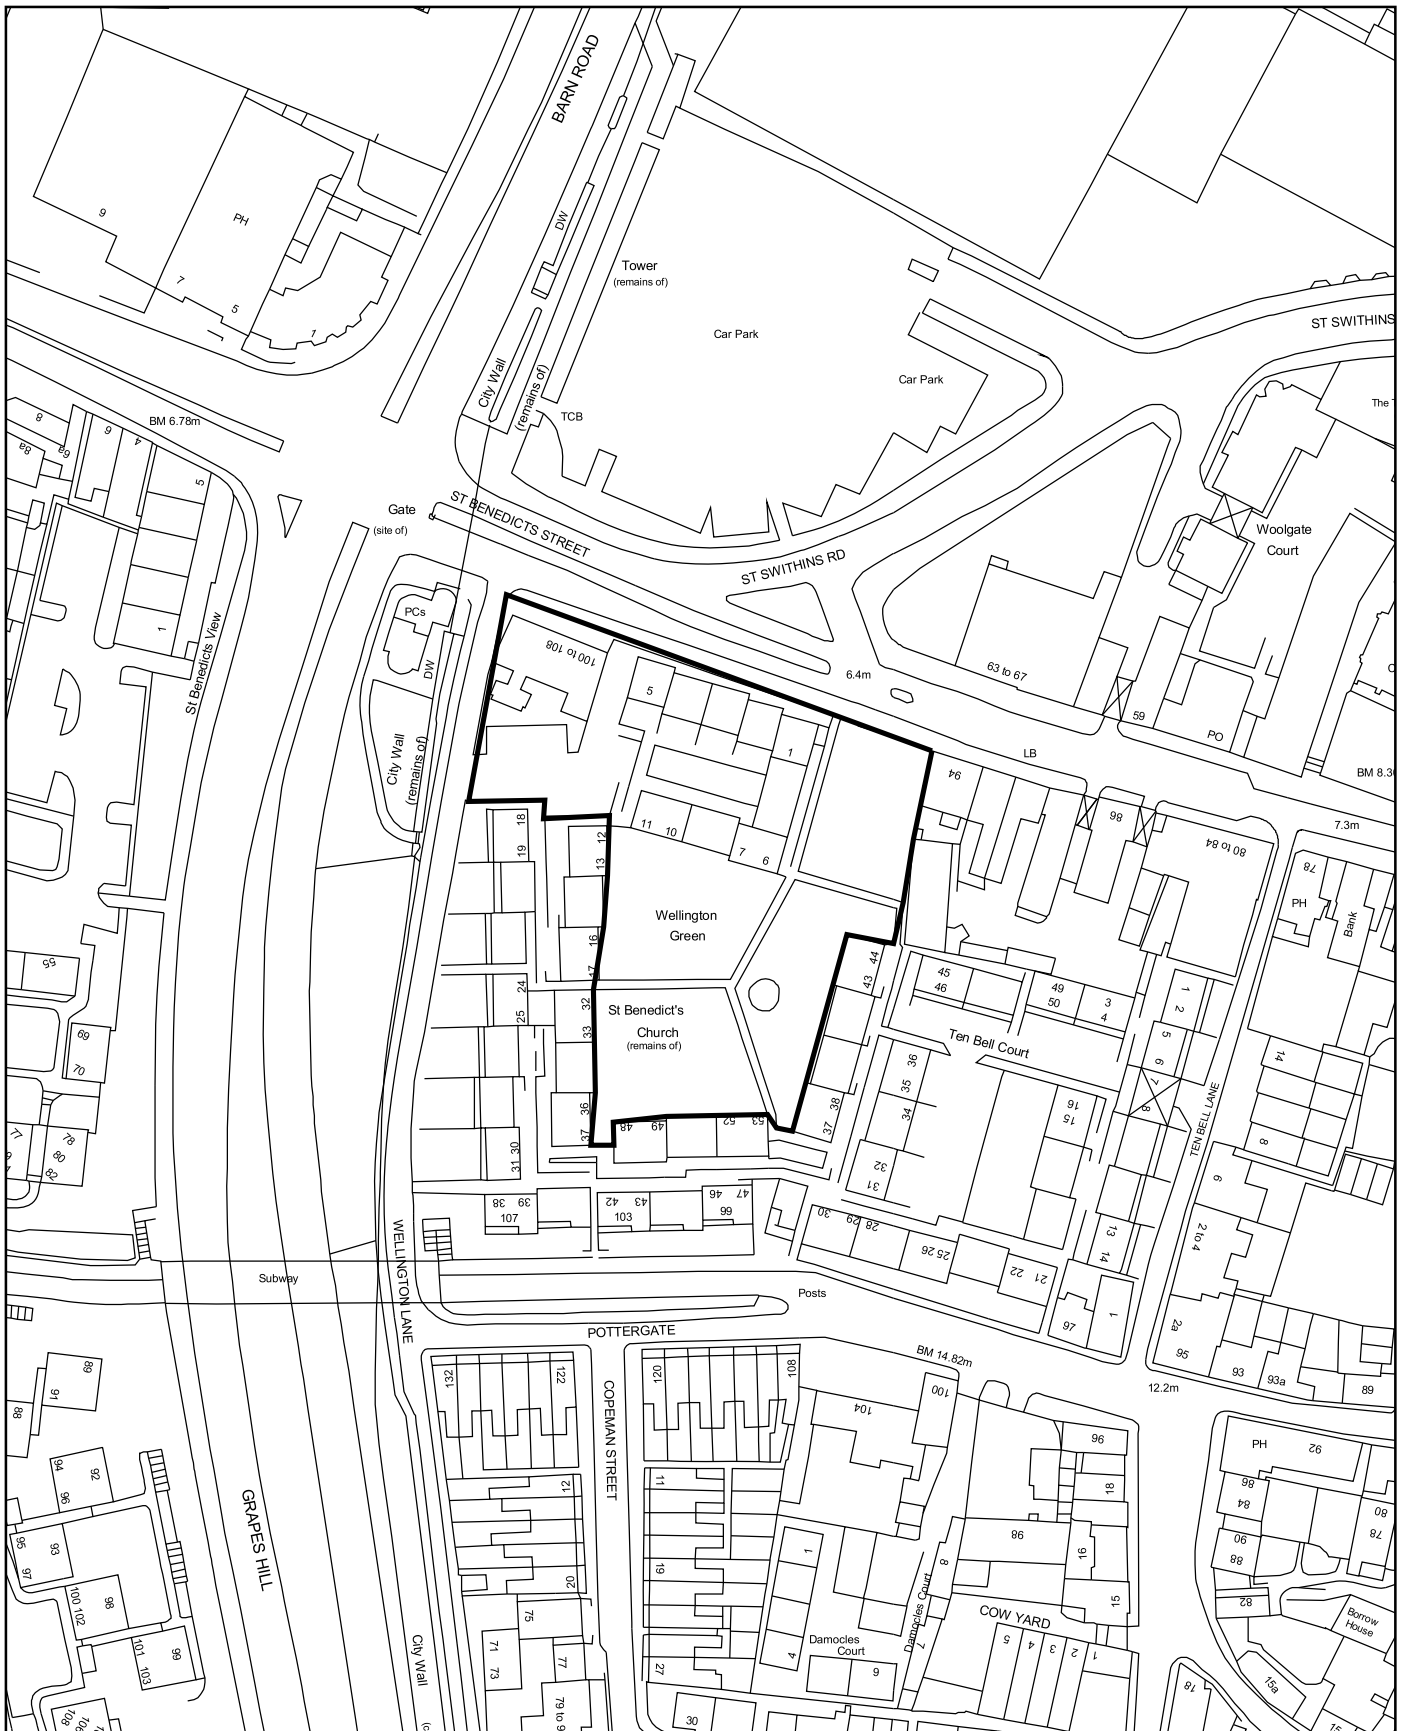 BARN ROAD
9
PH
7
5
1
DW
Tower
(remains of)
Car Park
Car Park
ST SWITHINS
City Wall
(remains of)
TCB
The
BM 6.78m
8
8a
6a
6
4
5
1
Gate
(site of)
ST BENEDICTS STREET
ST SWITHINS RD
Woolgate
Court
St Benedicts View
PCs
DW
City Wall
(remains of)
100 to 108
5
1
6.4m
63 to 67
59
PO
LB
BM 8.3
94
86
80 to 84
7.3m
78
PH
Bank
11
10
7
6
18
19
12
13
16
17
24
25
32
33
36
37
30
31
Wellington
Green
St Benedict's
Church
(remains of)
44
43
45
46
49
50
3
4
1
2
5
6
7
8
Ten Bell Court
TEN BELL LANE
36
35
34
32
31
38
37
16
15
14
8
6
2 to 4
2a
95
93
93a
89
55
69
70
77
78
80
82
48
49
52
53
38
39
107
42
43
103
46
47
99
30
29
28
26
25
22
21
13
14
97
1
WELLINGTON LANE
Subway
Posts
POTTERGATE
BM 14.82m
12.2m
89
91
88
94
92
96
95
93
97
100
102
98
101
103
99
108
GRAPES HILL
132
122
COPEMAN STREET
120
108
104
100
12
20
11
19
27
75
71
73
77
79 to 9
City Wall
30
1
4
Damocles
Court
9
Damocles Court
8
7
96
18
98
16
15
COW YARD
5
4
3
2
1
PH
92
86
84
90
88
82
80
78
Borrow
House
15a
15
18